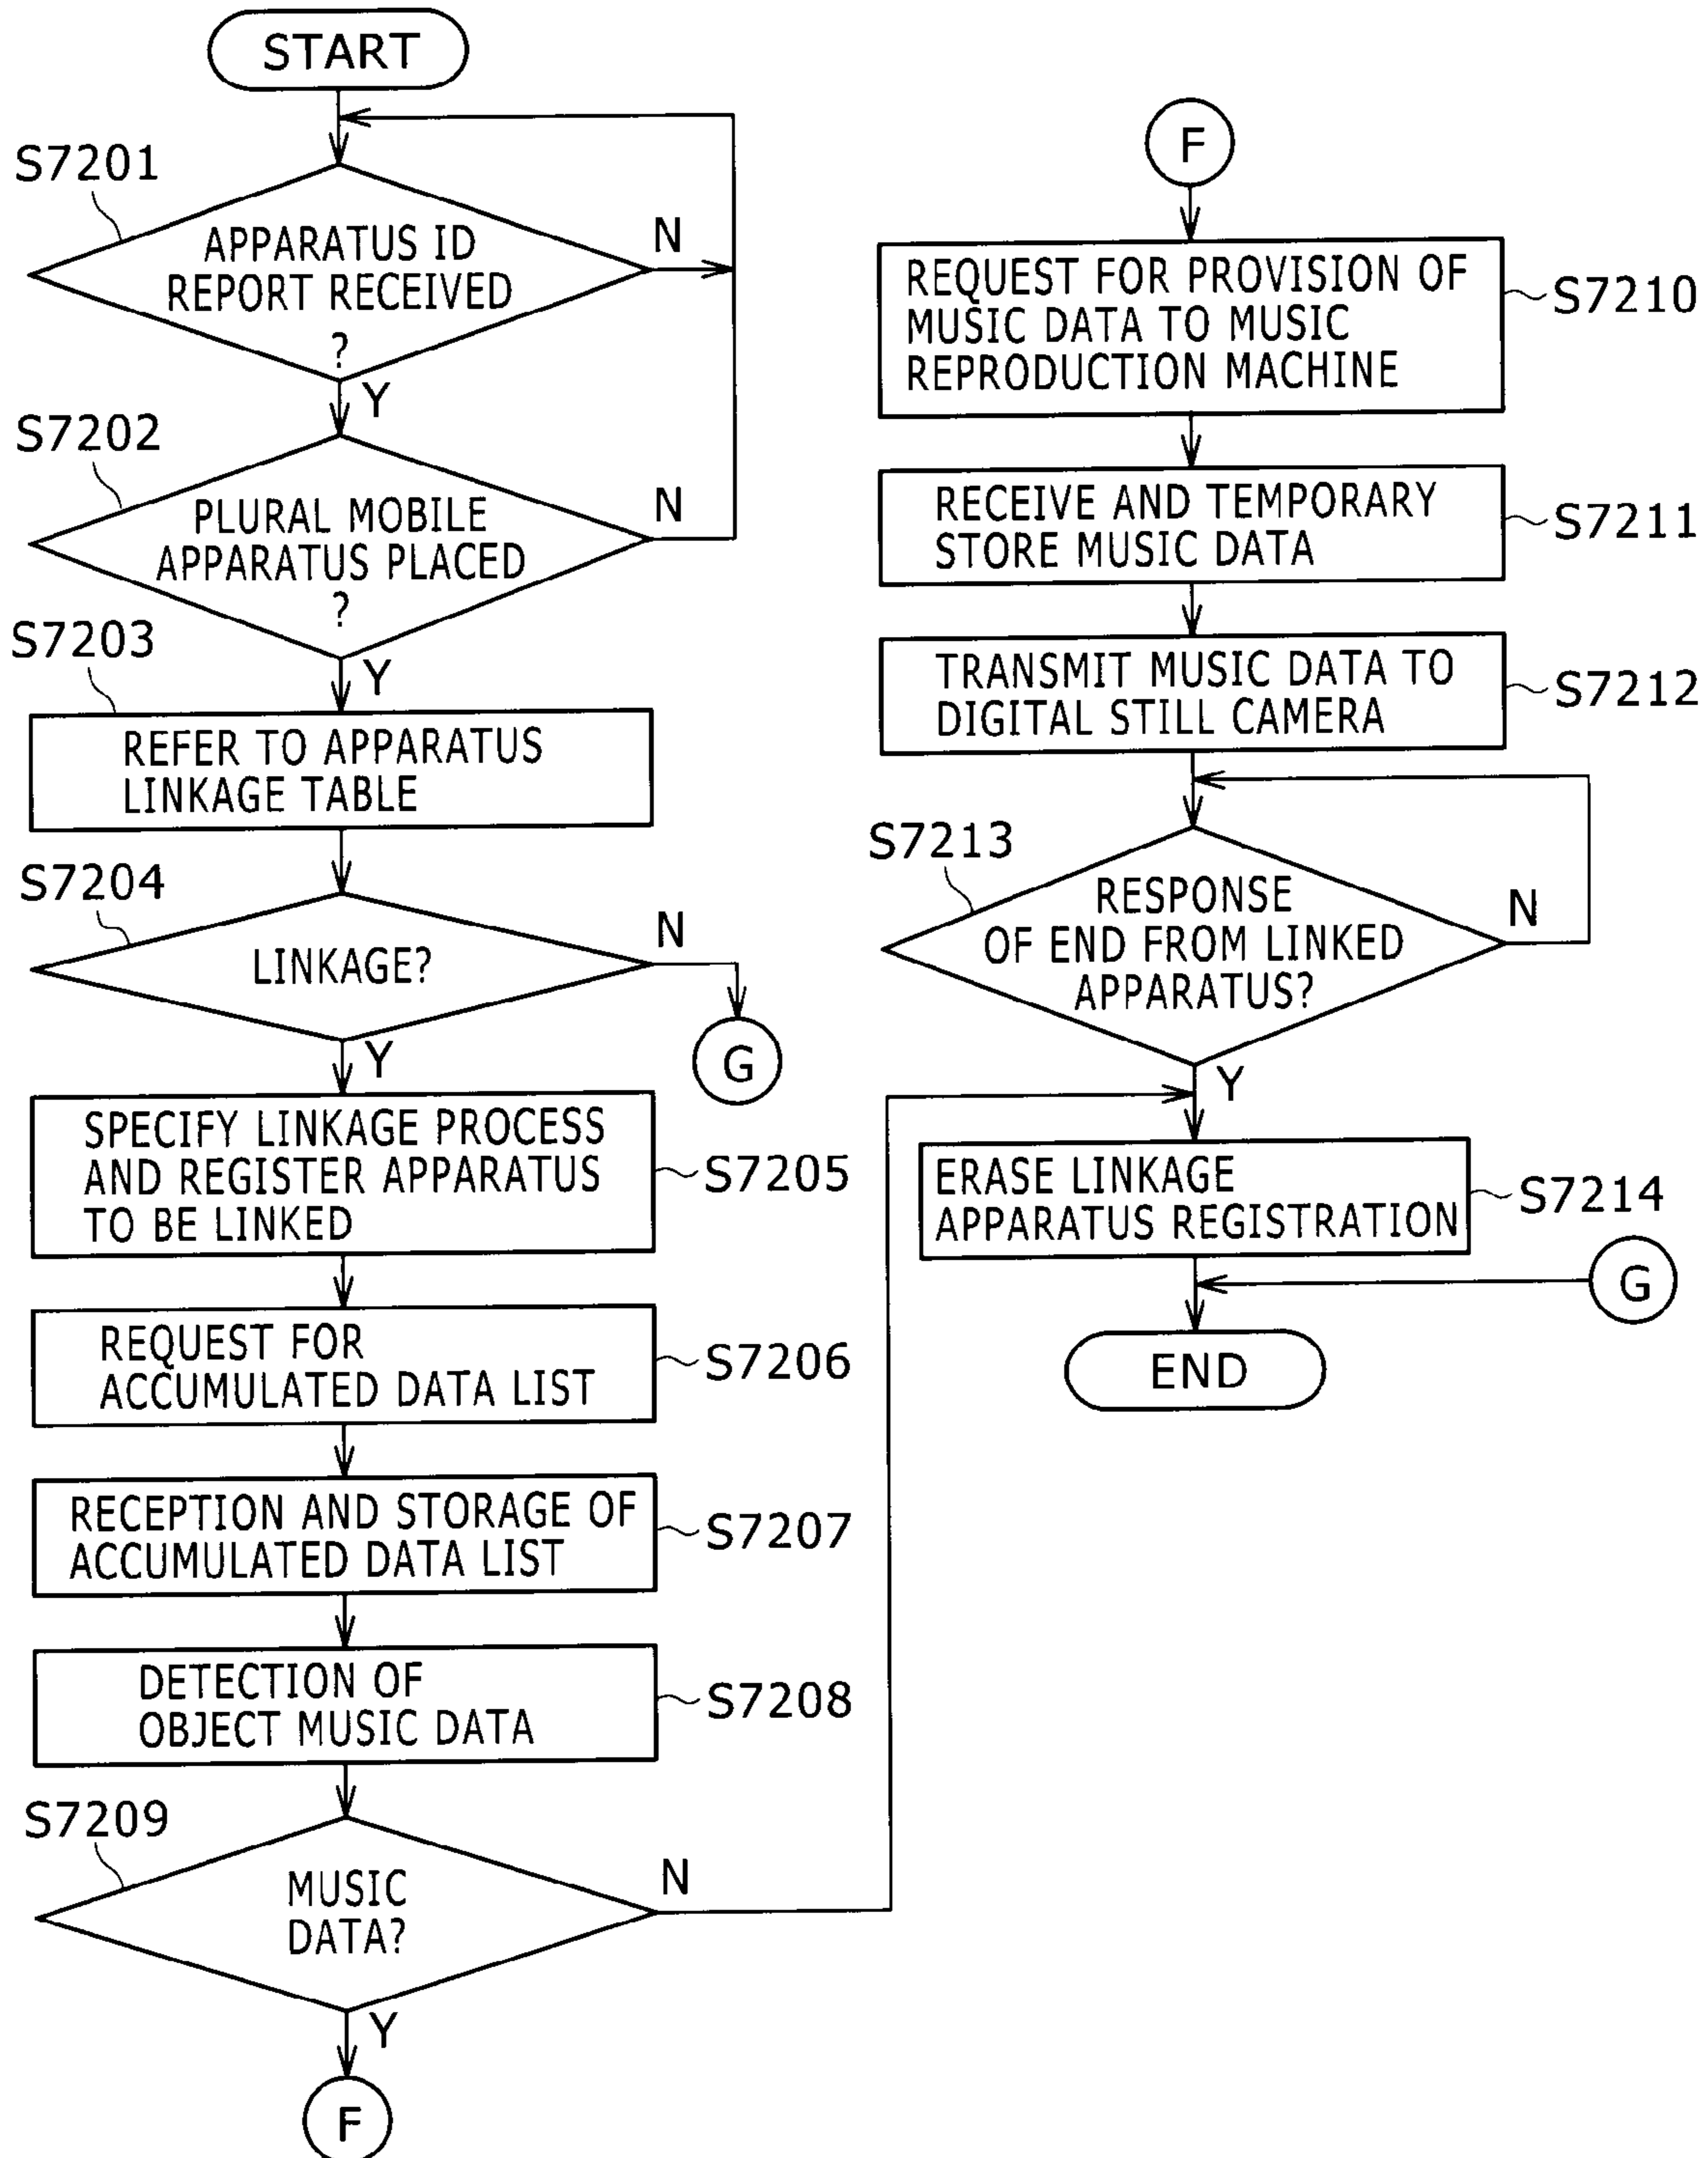 START
S7201
APPARATUS ID
REPORT RECEIVED
?
N
Y
S7202
PLURAL MOBILE
APPARATUS PLACED
?
N
Y
S7203
REFER TO APPARATUS
LINKAGE TABLE
S7204
LINKAGE?
N
G
Y
SPECIFY LINKAGE PROCESS
AND REGISTER APPARATUS
TO BE LINKED
S7205
REQUEST FOR
ACCUMULATED DATA LIST
S7206
RECEPTION AND STORAGE OF
ACCUMULATED DATA LIST
S7207
DETECTION OF
OBJECT MUSIC DATA
S7208
S7209
MUSIC
DATA?
N
Y
F
F
REQUEST FOR PROVISION OF
MUSIC DATA TO MUSIC
REPRODUCTION MACHINE
S7210
RECEIVE AND TEMPORARY
STORE MUSIC DATA
S7211
TRANSMIT MUSIC DATA TO
DIGITAL STILL CAMERA
S7212
S7213
RESPONSE
OF END FROM LINKED
APPARATUS?
N
Y
ERASE LINKAGE
APPARATUS REGISTRATION
S7214
G
END